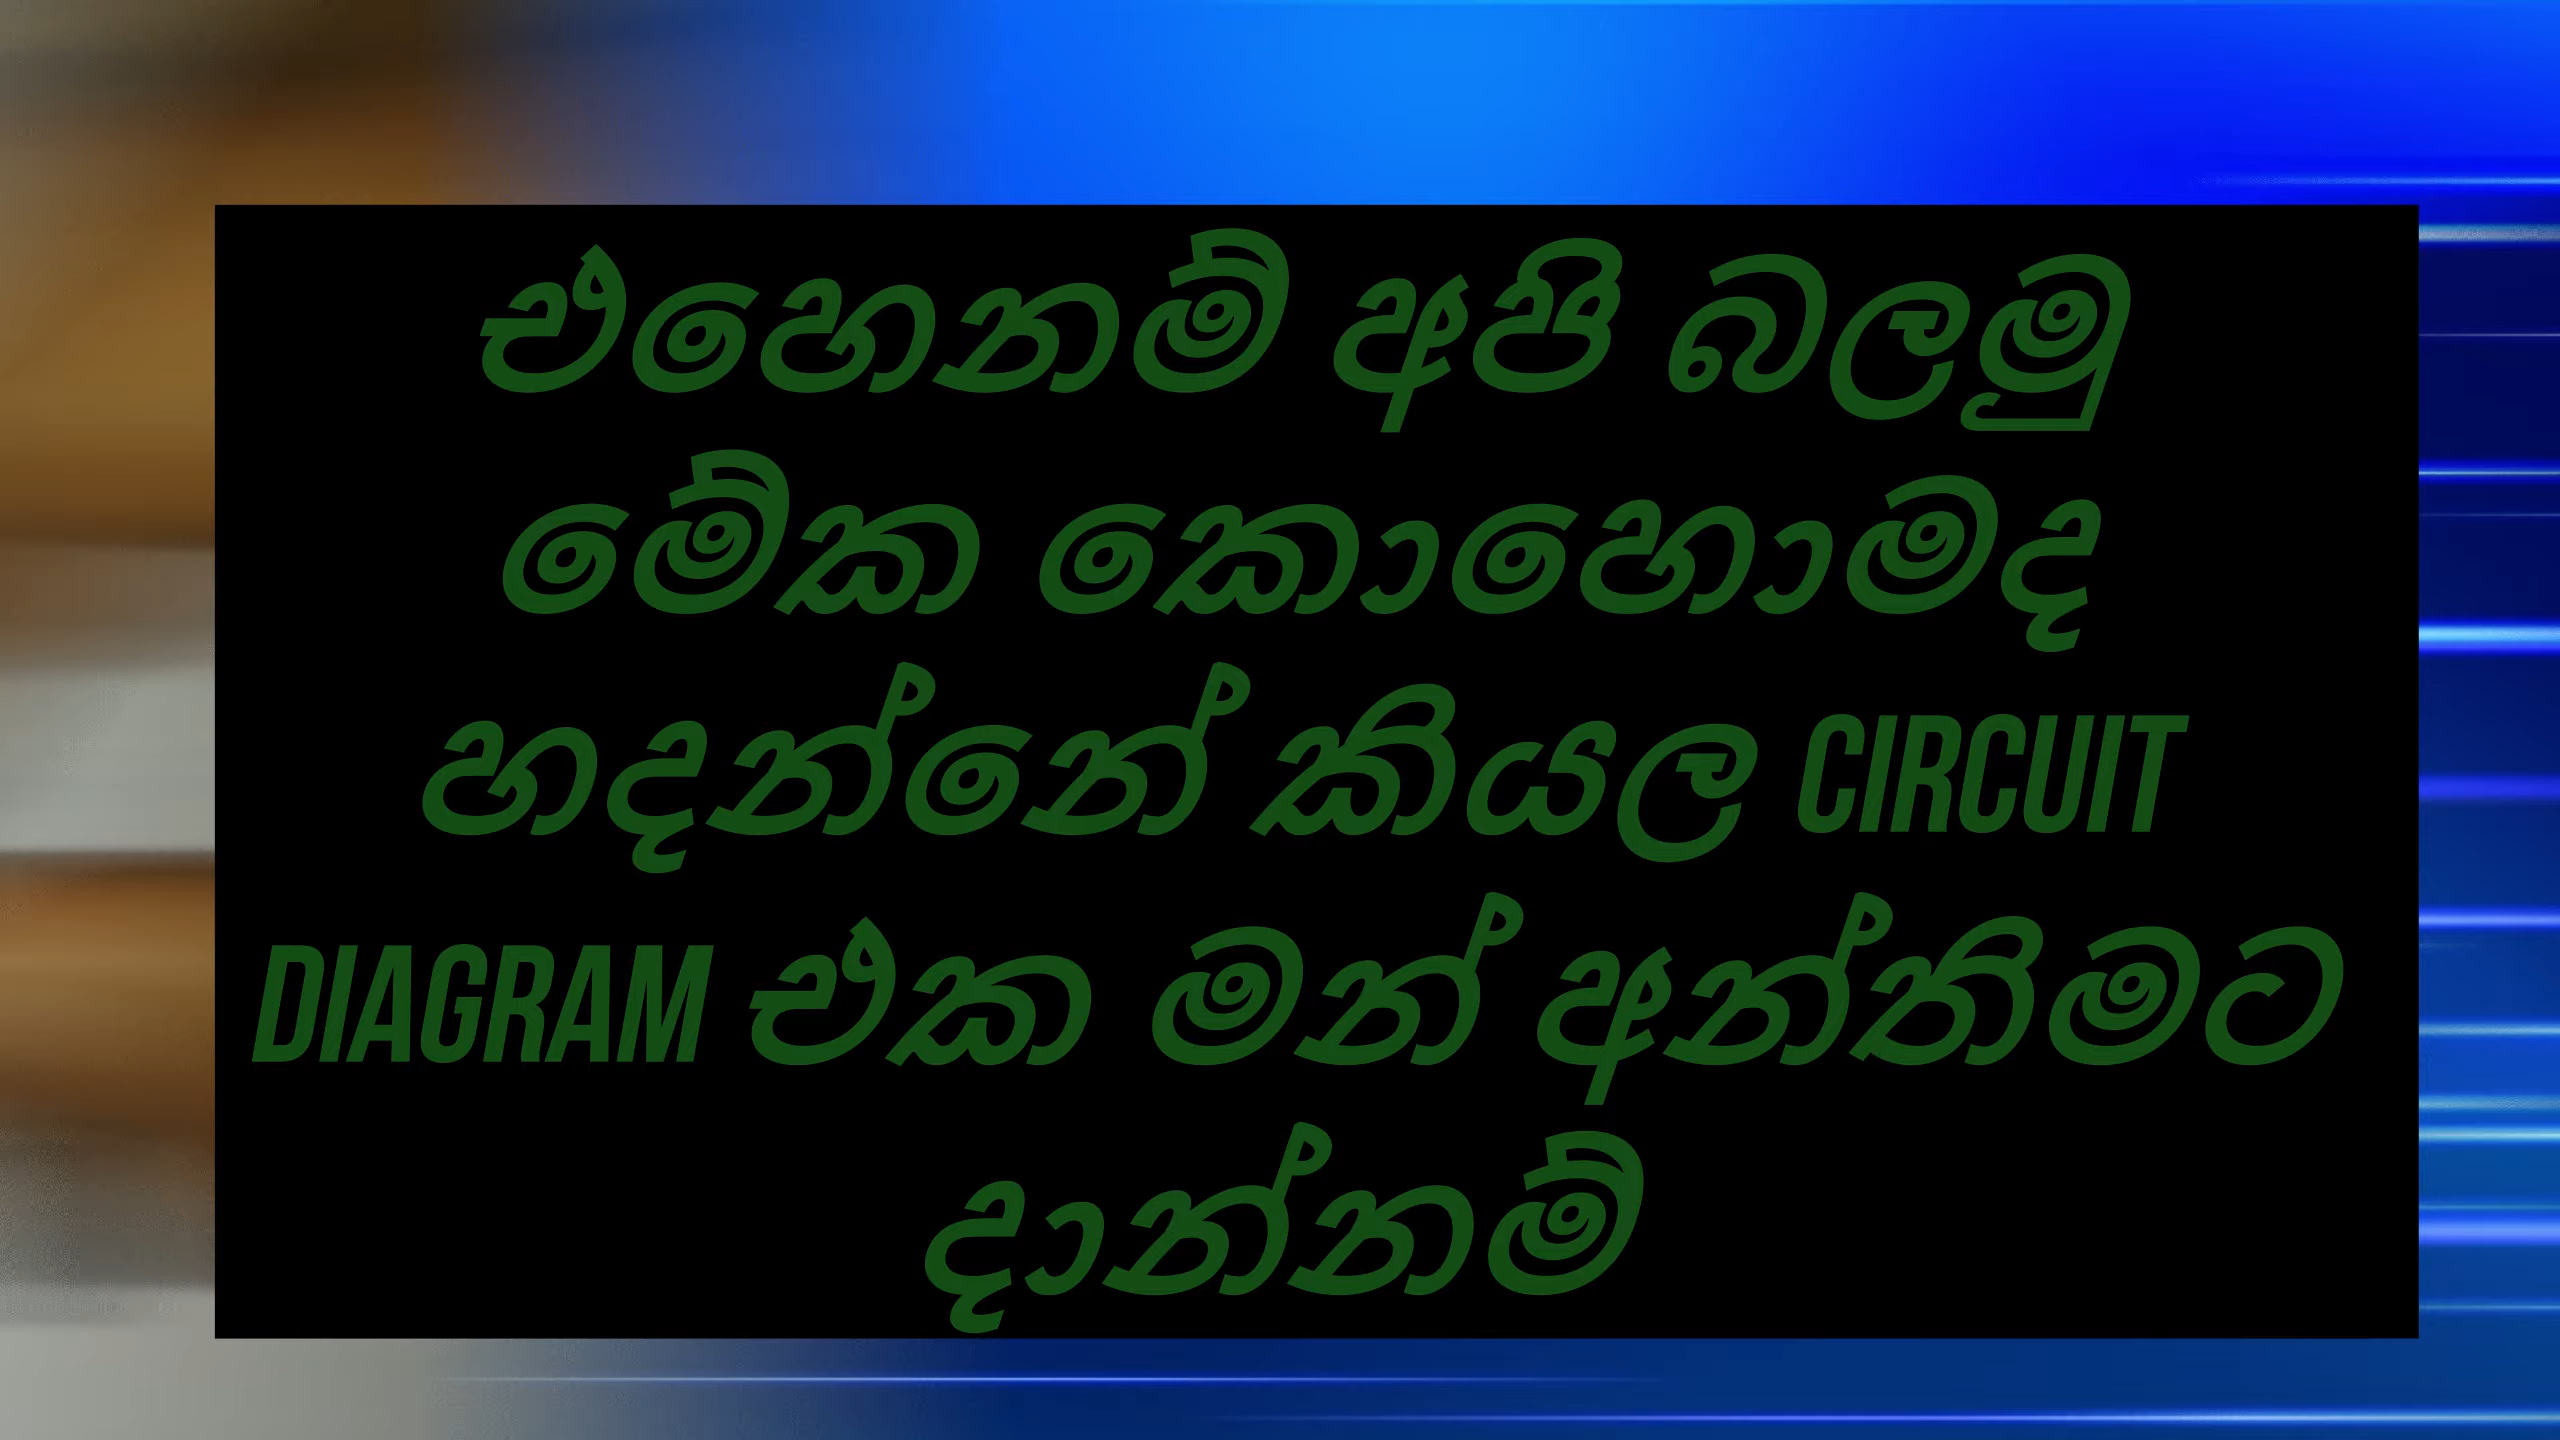 එහෙනම් අපි බලමු
මේක කොහොමද
හදන්නේ කියල CIRCUIT
DIAGRAM එක මන් අන්තිමට
දාන්නම්